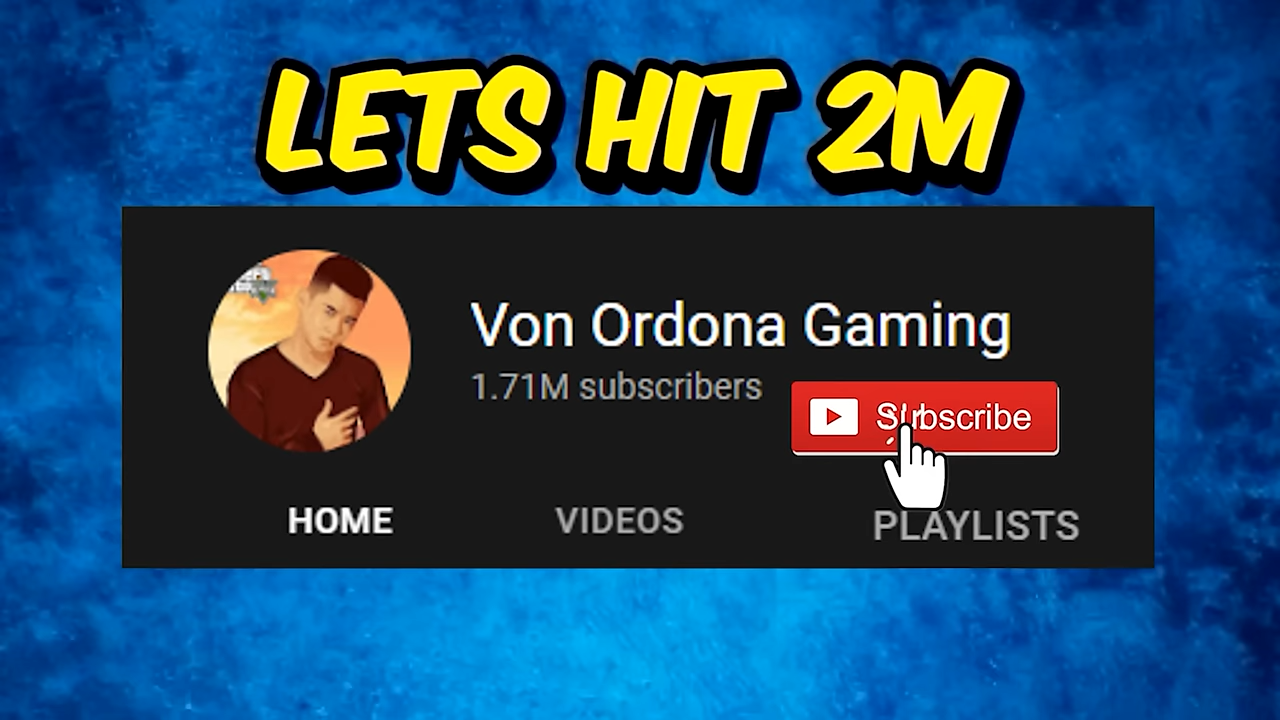 LETS HIT 2M
Von Ordona Gaming
1.71M subscribers
Subscribe
HOME
VIDEOS
PLAYLISTS